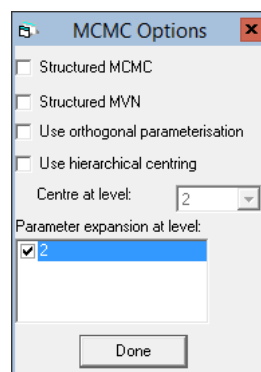 MCMC Options
Structured MCMC
Structured MVN
Use orthogonal parameterisation
Use hierarchical centring
Centre at level: 2
Parameter expansion at level:
2
Done